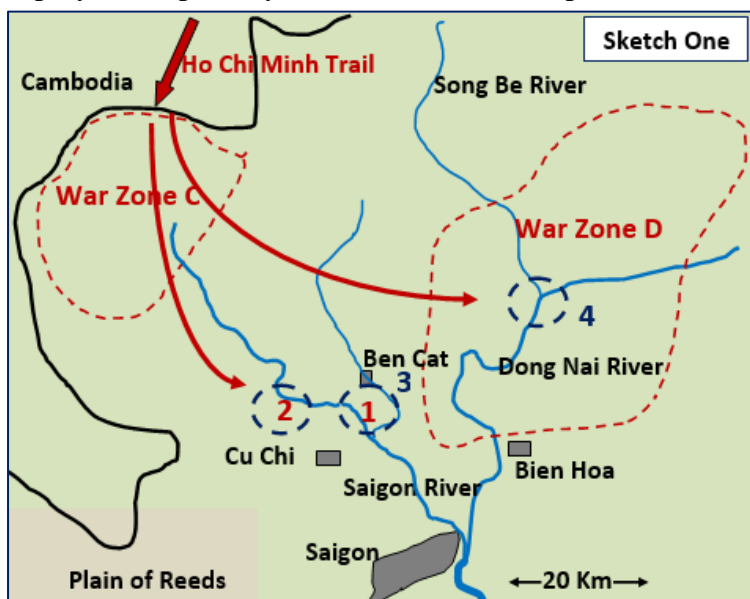 Sketch One
Ho Chi Minh Trail
Cambodia
Song Be River
War Zone C
War Zone D
4
Ben Cat
3
Dong Nai River
2
1
Cu Chi
Bien Hoa
Saigon River
Saigon
Plain of Reeds
20 Km